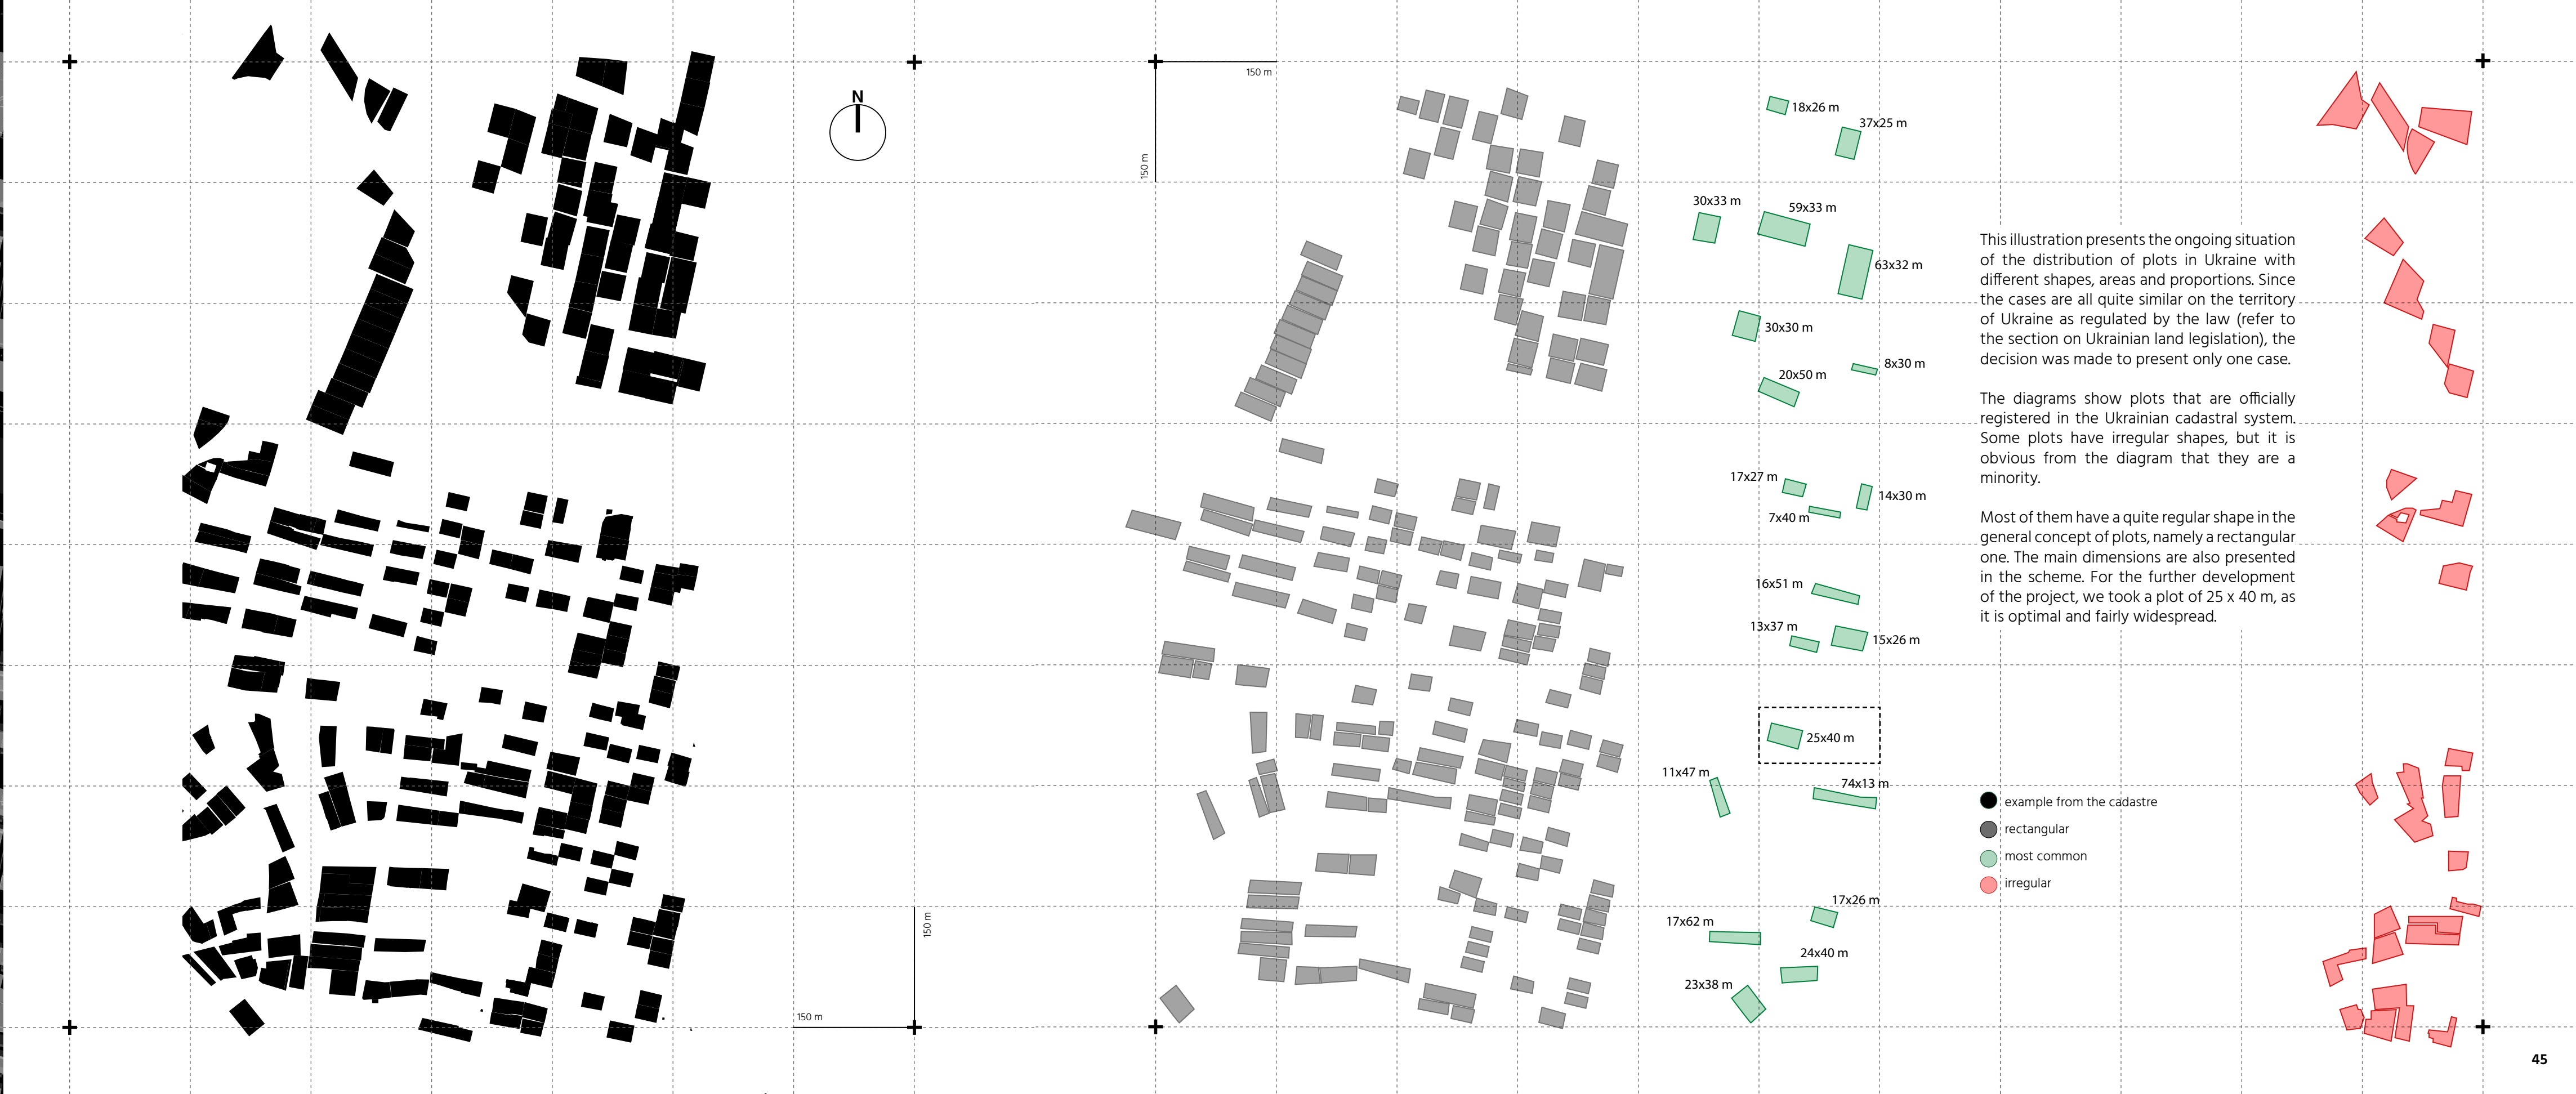 N
150 m
150 m
150 m
150 m
18x26 m
37x25 m
30x33 m
59x33 m
63x32 m
30x30 m
8x30 m
20x50 m
17x27 m
14x30 m
7x40 m
16x51 m
13x37 m
15x26 m
25x40 m
11x47 m
74x13 m
17x26 m
17x62 m
24x40 m
23x38 m
This illustration presents the ongoing situation
of the distribution of plots in Ukraine with
different shapes, areas and proportions. Since
the cases are all quite similar on the territory
of Ukraine as regulated by the law (refer to
the section on Ukrainian land legislation), the
decision was made to present only one case.
The diagrams show plots that are officially
registered in the Ukrainian cadastral system.
Some plots have irregular shapes, but it is
obvious from the diagram that they are a
minority.
Most of them have a quite regular shape in the
general concept of plots, namely a rectangular
one. The main dimensions are also presented
in the scheme. For the further development
of the project, we took a plot of 25 x 40 m, as
it is optimal and fairly widespread.
example from the cadastre
rectangular
most common
irregular
45